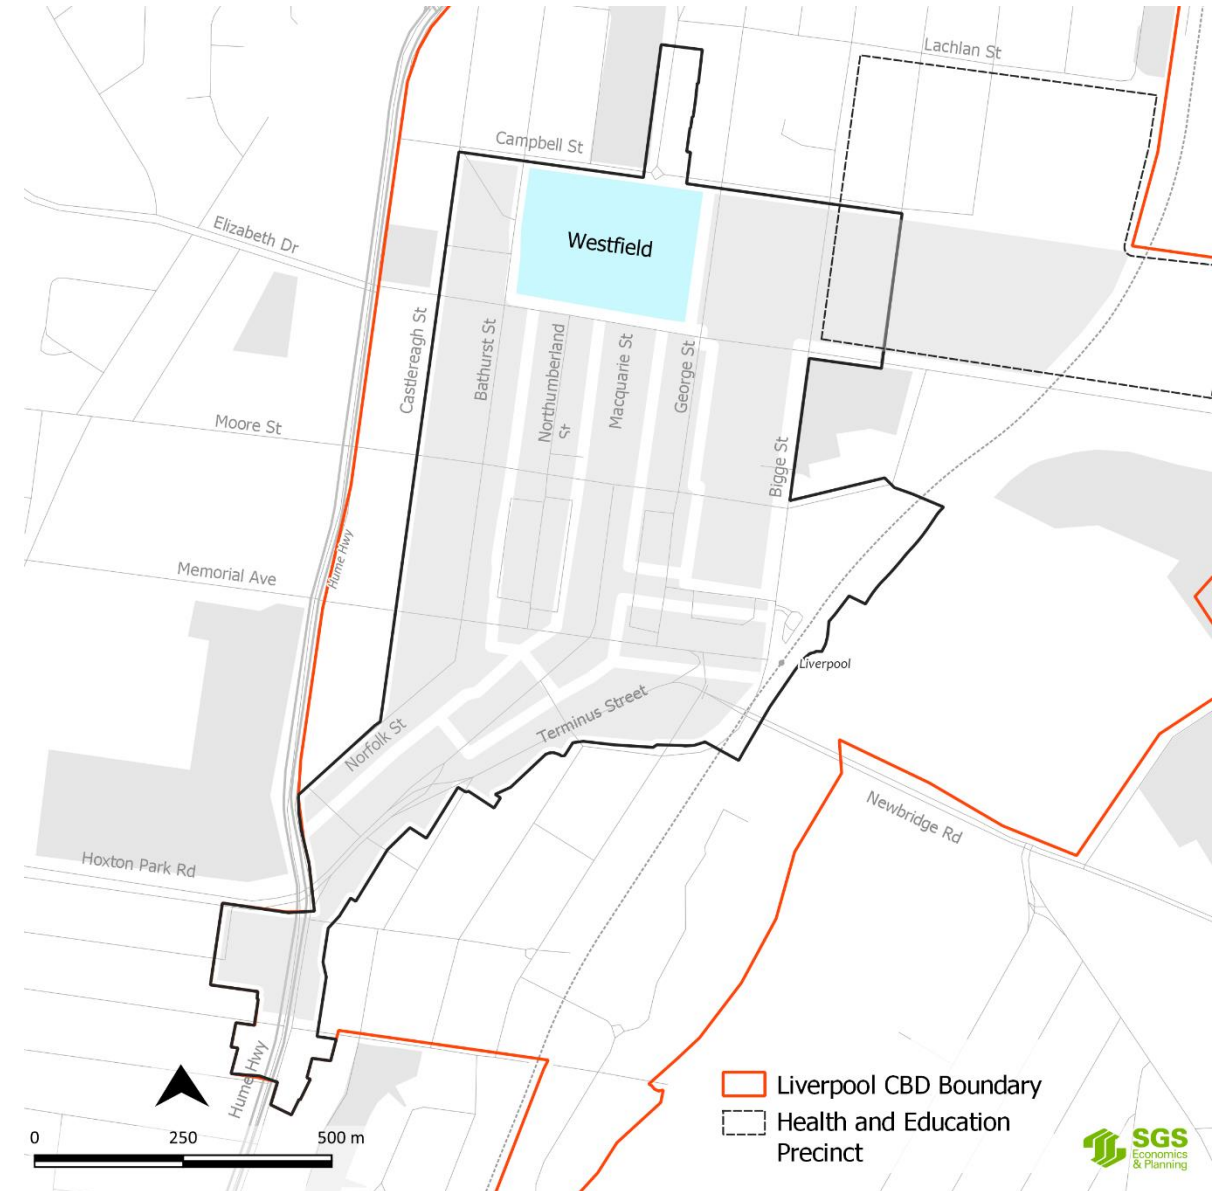 Lachlan St
Campbell St
Elizabeth Dr
Westfield
Castlereagh St
Bathurst St
Northumberland
St
Macquarie St
George St
Moore St
Bigge St
Hume Hwy
Memorial Ave
Liverpool
Terminus Street
Norfolk St
Newbridge Rd
Hoxton Park Rd
Hume Hwy
Liverpool CBD Boundary
Health and Education
Precinct
0 250 500 m
SGS
Economics
& Planning